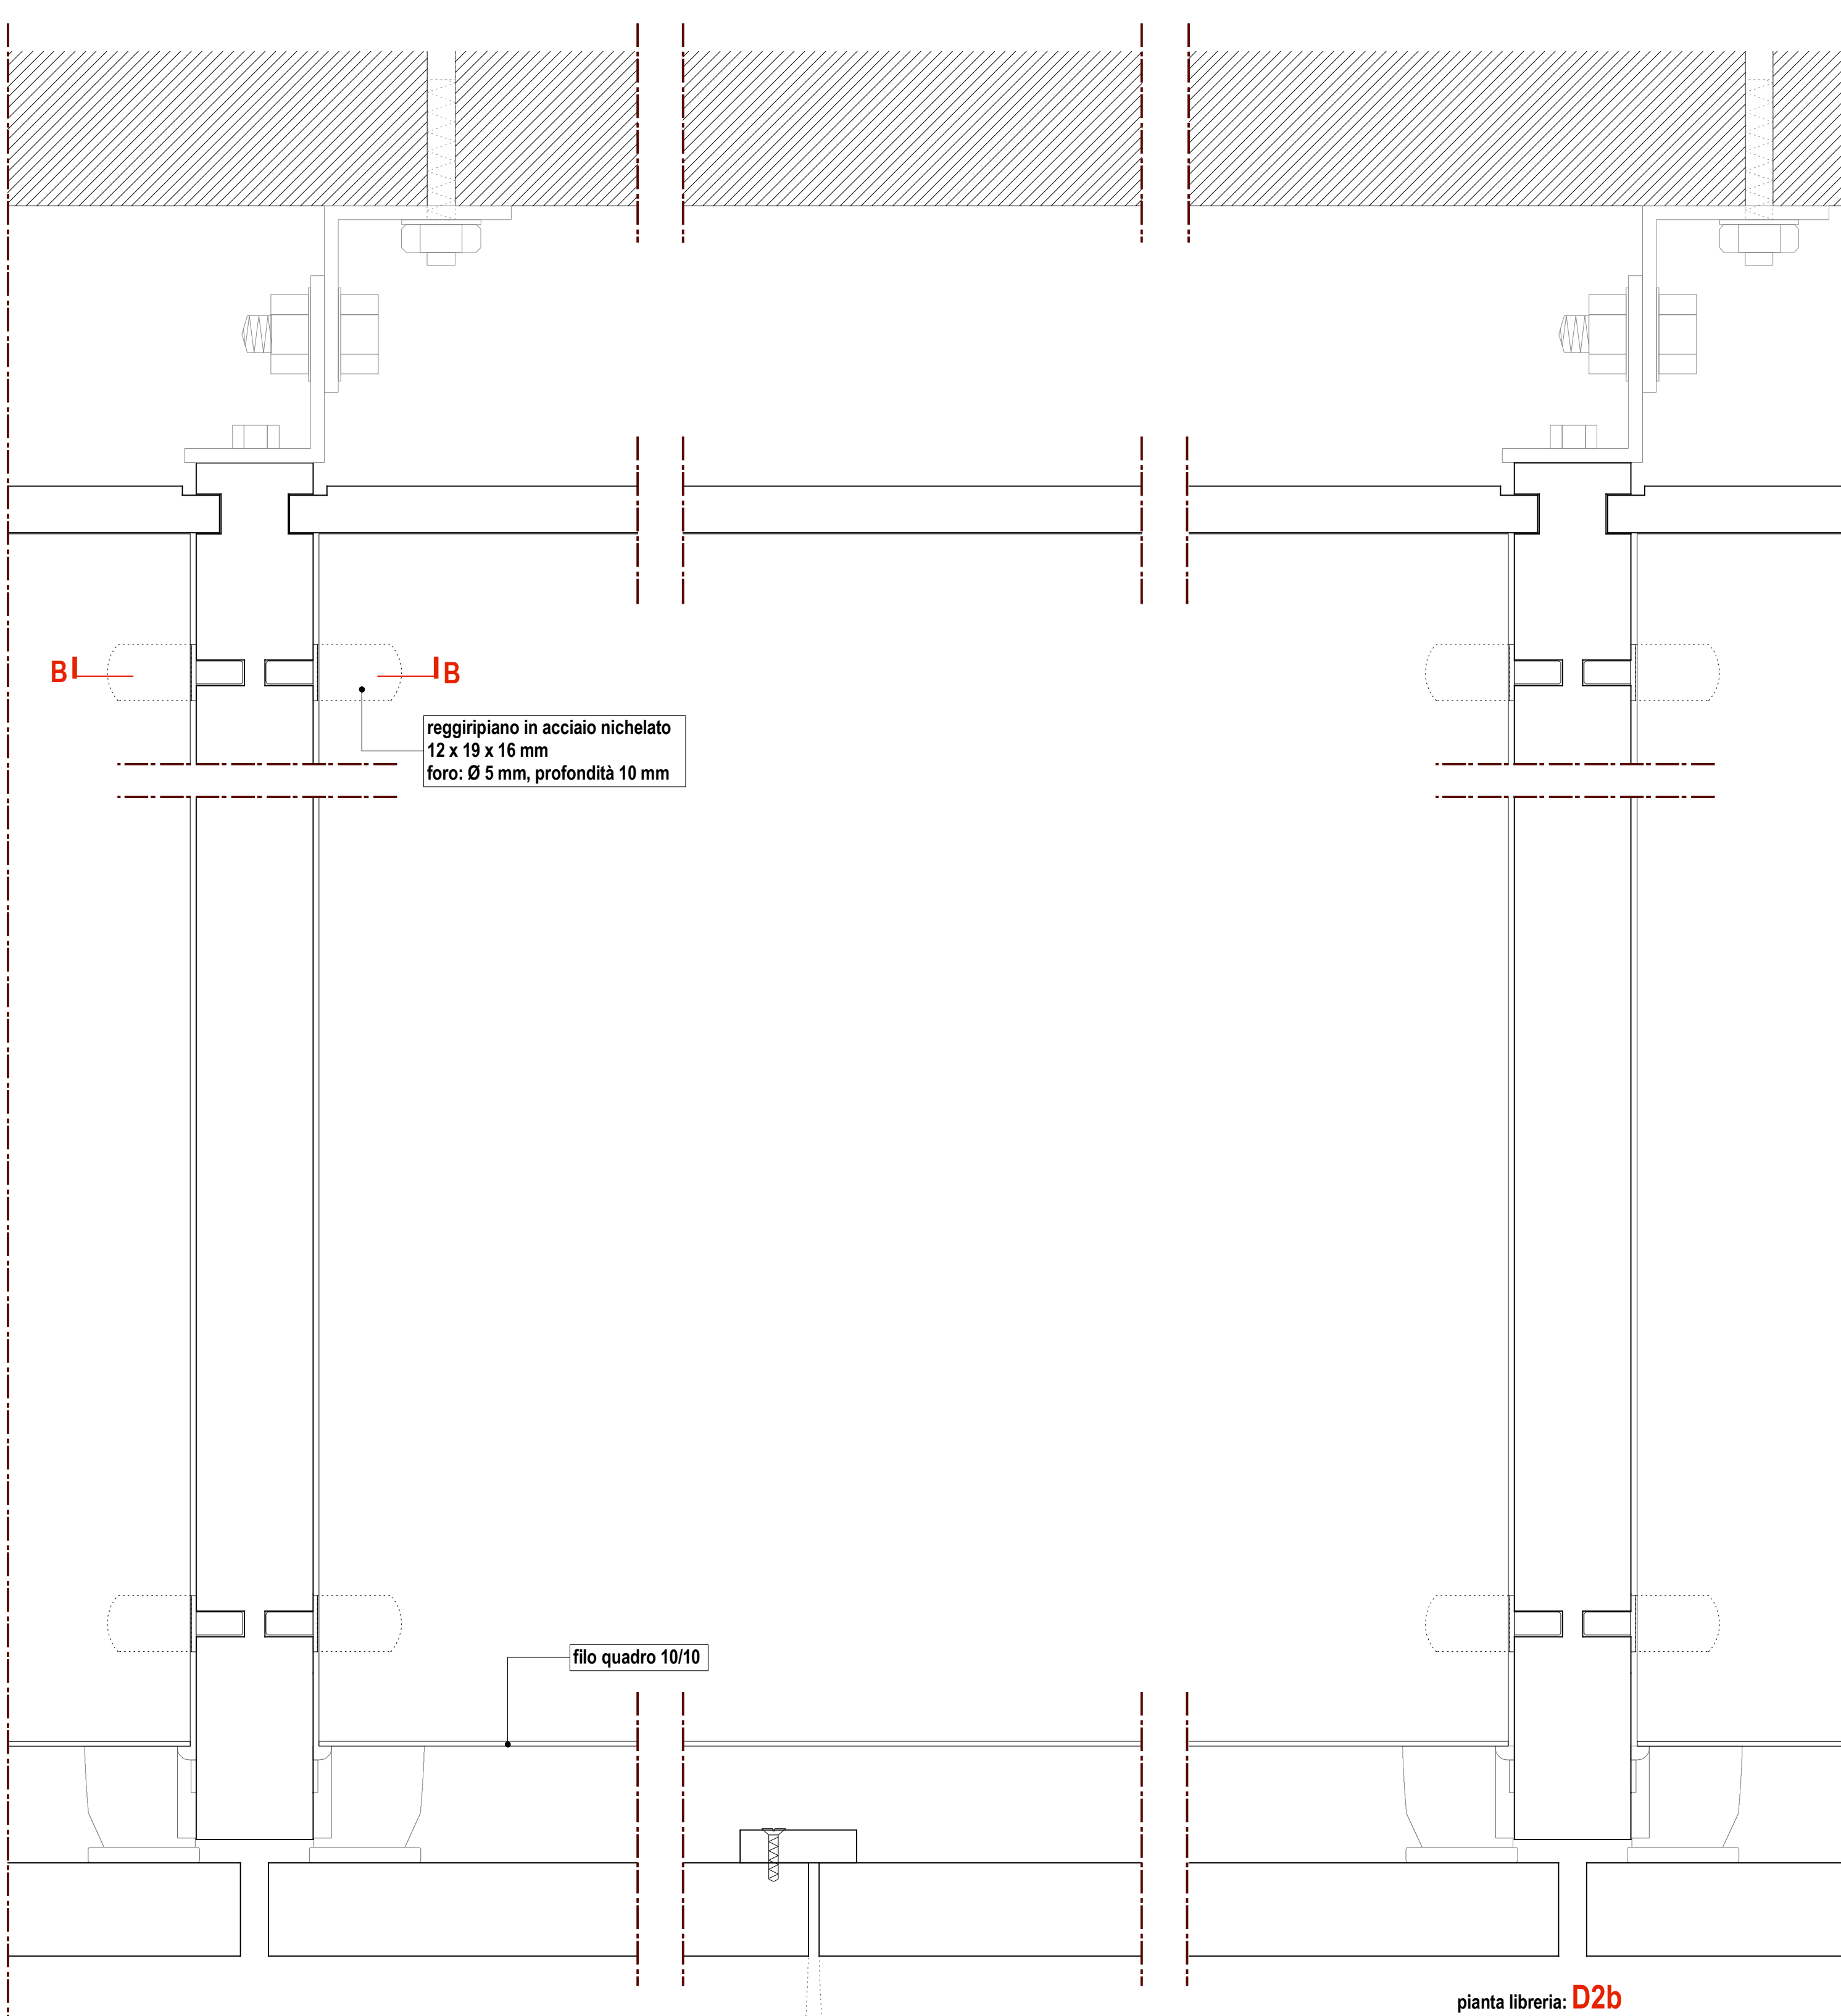 B B
reggiripiano in acciaio nichelato
12 x 19 x 16 mm
foro: Ø 5 mm, profondità 10 mm
filo quadro 10/10
pianta libreria: D2b